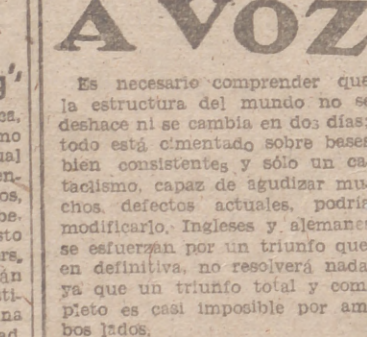 A VOZ
Es necesario comprender que
la estructura del mundo no se
deshace ni se cambia en dos días;
todo está cimentado sobre bases
bien consistentes y sólo un ca-
taclismo, capaz de agudizar mu-
chos defectos actuales, podría
modificarlo. Ingleses y alemanes
se esfuerzan por un triunfo que
en definitiva, no resolverá nada
ya que un triunfo total y com-
pleto es casi imposible por am-
bos lados.